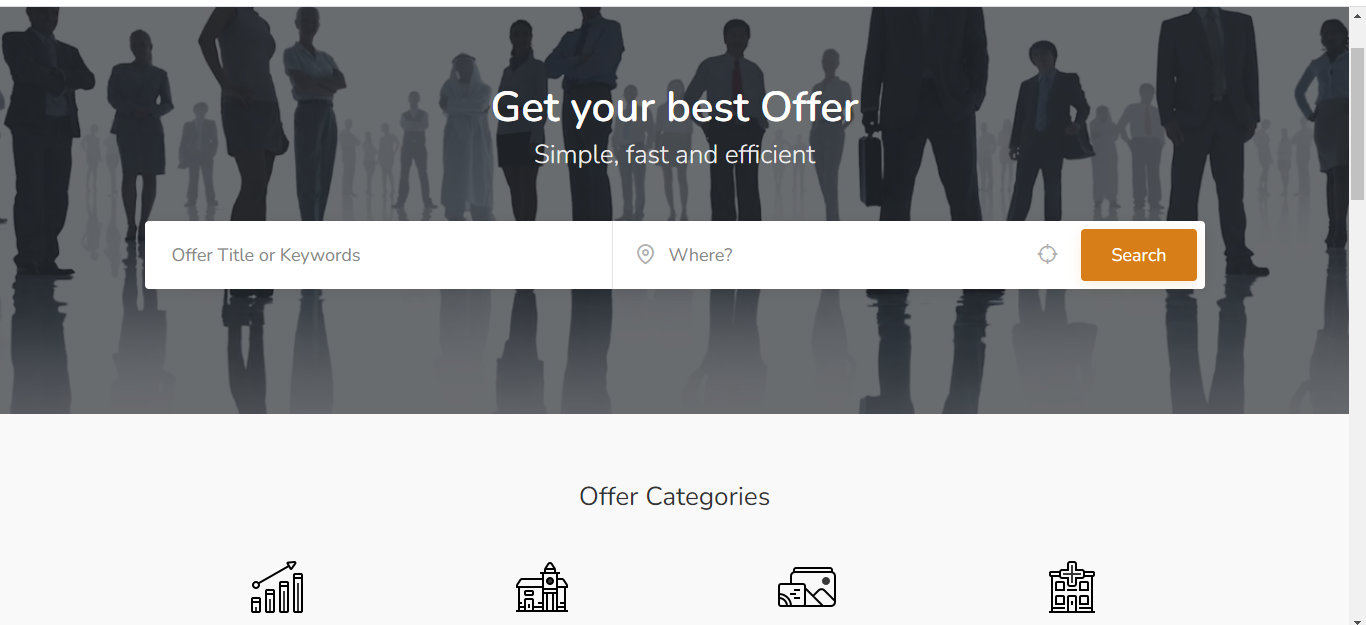 Get your best Offer
Simple, fast and efficient
Offer Title or Keywords
Where?
Search
Offer Categories